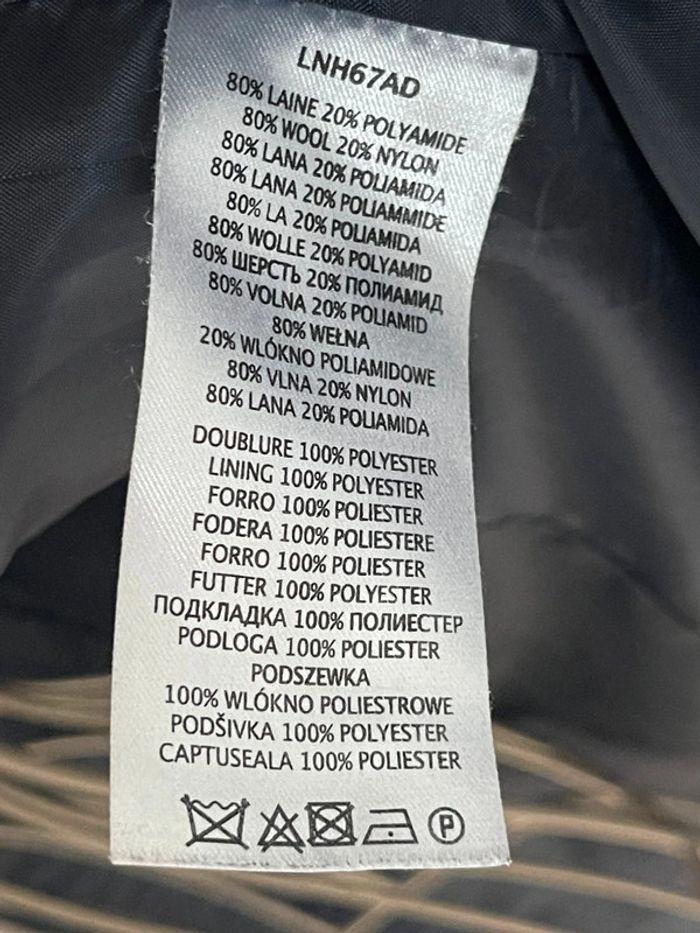 LNH67AD
80% LAINE 20% POLYAMIDE
80% WOOL 20% NYLON
80% LANA 20% POLIAMIDA
80% LANA 20% POLIAMMIDE
80% LA 20% POLIAMIDA
80% WOLLE 20% POLYAMID
80% ШЕРСТЬ 20% ПОЛИАМИД
80% VOLNA 20% POLIAMID
80% WEŁNA
20% WLÓKNO POLIAMIDOWE
80% VLNA 20% NYLON
80% LANA 20% POLIAMIDA
DOUBLURE 100% POLYESTER
LINING 100% POLYESTER
FORRO 100% POLIESTER
FODERA 100% POLIESTERE
FORRO 100% POLIESTER
FUTTER 100% POLYESTER
ПОДКЛАДКА 100% ПОЛИЕСТЕР
PODLOGA 100% POLIESTER
PODSZEWKA
100% WLÓKNO POLIESTROWE
PODŠIVKA 100% POLYESTER
CAPTUSEALA 100% POLIESTER
P